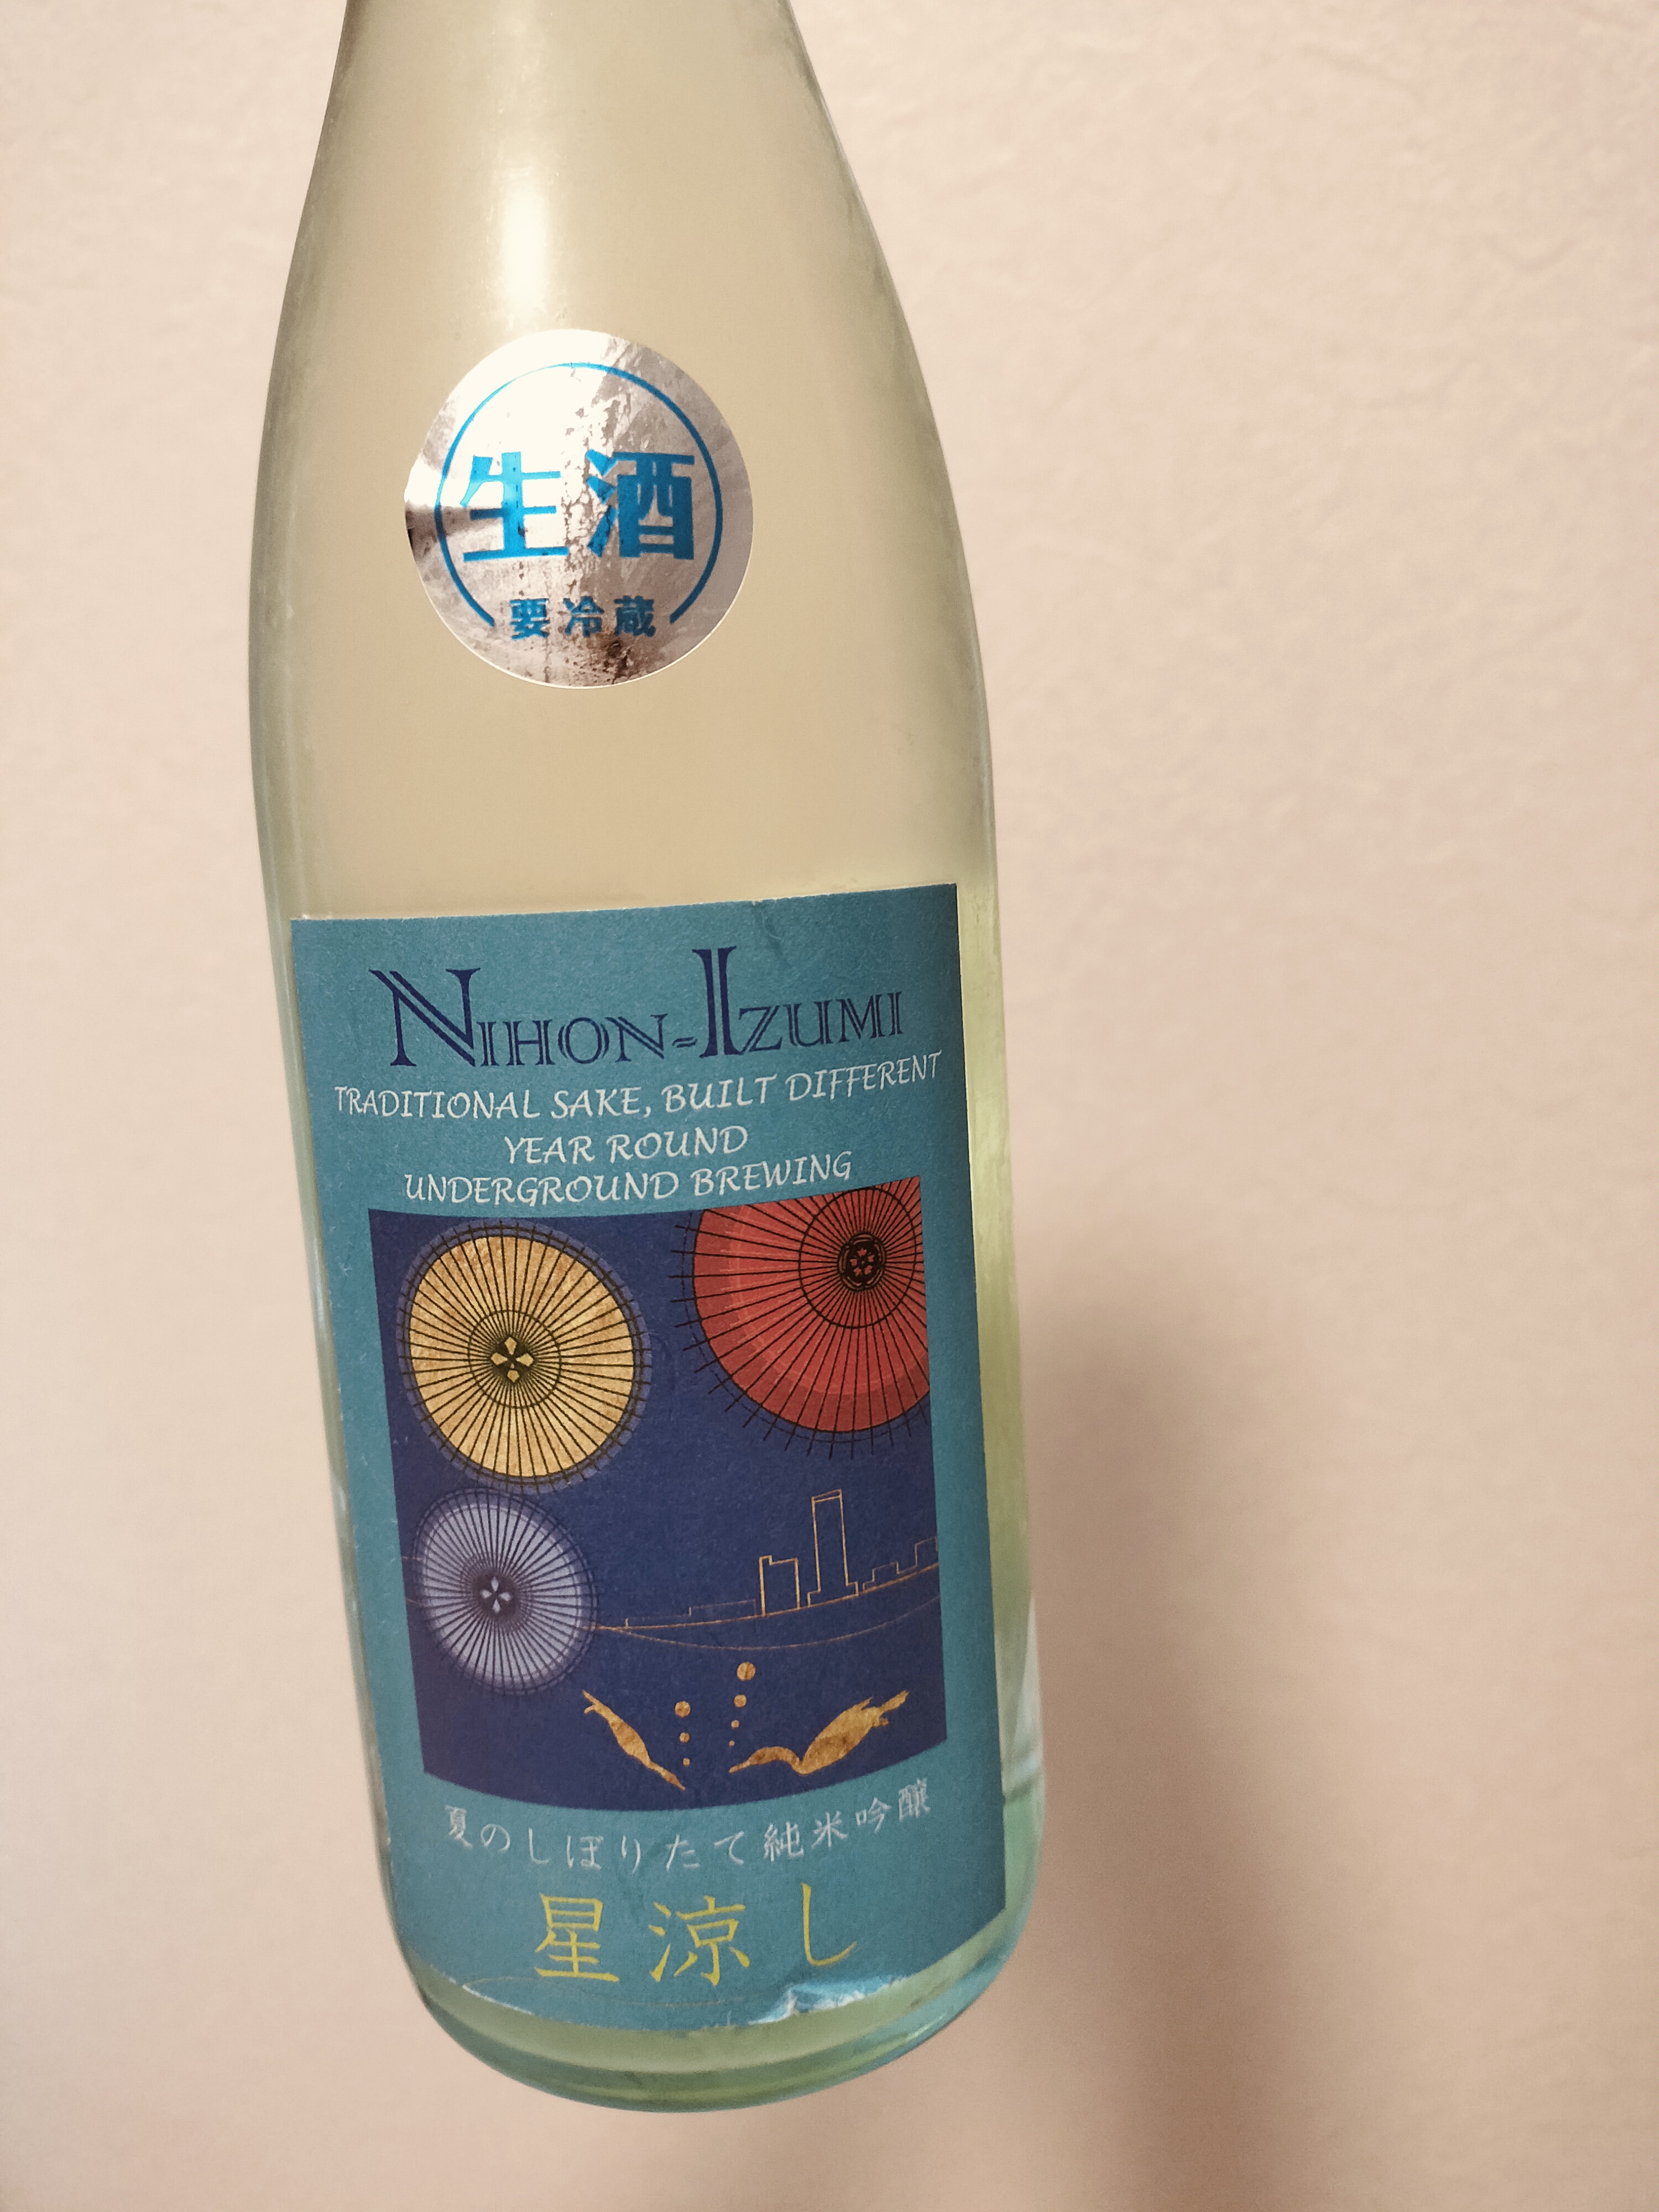 生酒
要冷蔵
NIHON-IZUMI
TRADITIONAL SAKE, BUILT DIFFERENT
YEAR ROUND
UNDERGROUND BREWING
夏のしぼりたて純米吟醸
星涼し